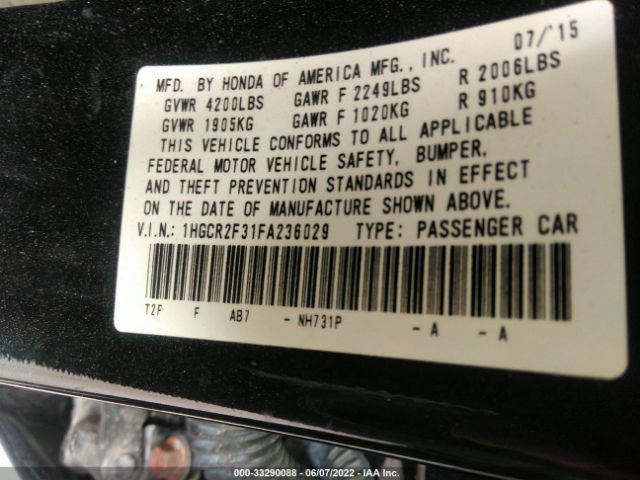 07/'15
MFD. BY HONDA OF AMERICA MFG., INC.
GVWR 4200LBS GAWR F 2249LBS R 2006LBS
GVWR 1905KG GAWR F 1020KG R 910KG
THIS VEHICLE CONFORMS TO ALL APPLICABLE
FEDERAL MOTOR VEHICLE SAFETY, BUMPER,
AND THEFT PREVENTION STANDARDS IN EFFECT
ON THE DATE OF MANUFACTURE SHOWN ABOVE.
V.I.N.: 1HGCR2F31FA236029 TYPE: PASSENGER CAR
T2F F AB7 - NH731P - A - A
000-33290088 - 06/07/2022 - IAA Inc.